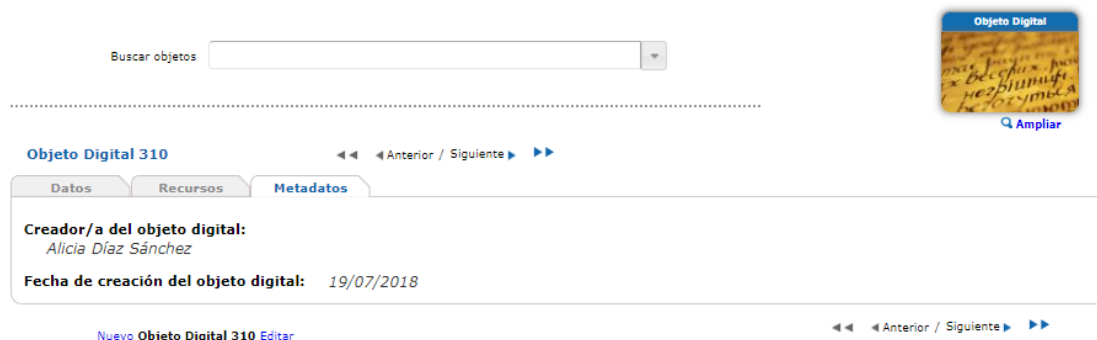 Objeto Digital
Buscar objetos
Ampliar
Objeto Digital 310
Anterior / Siguiente
Datos
Recursos
Metadatos
Creador/a del objeto digital:
Alicia Díaz Sánchez
Fecha de creación del objeto digital: 19/07/2018
Anterior / Siguiente
Nuevo Objeto Digital 310 Editar